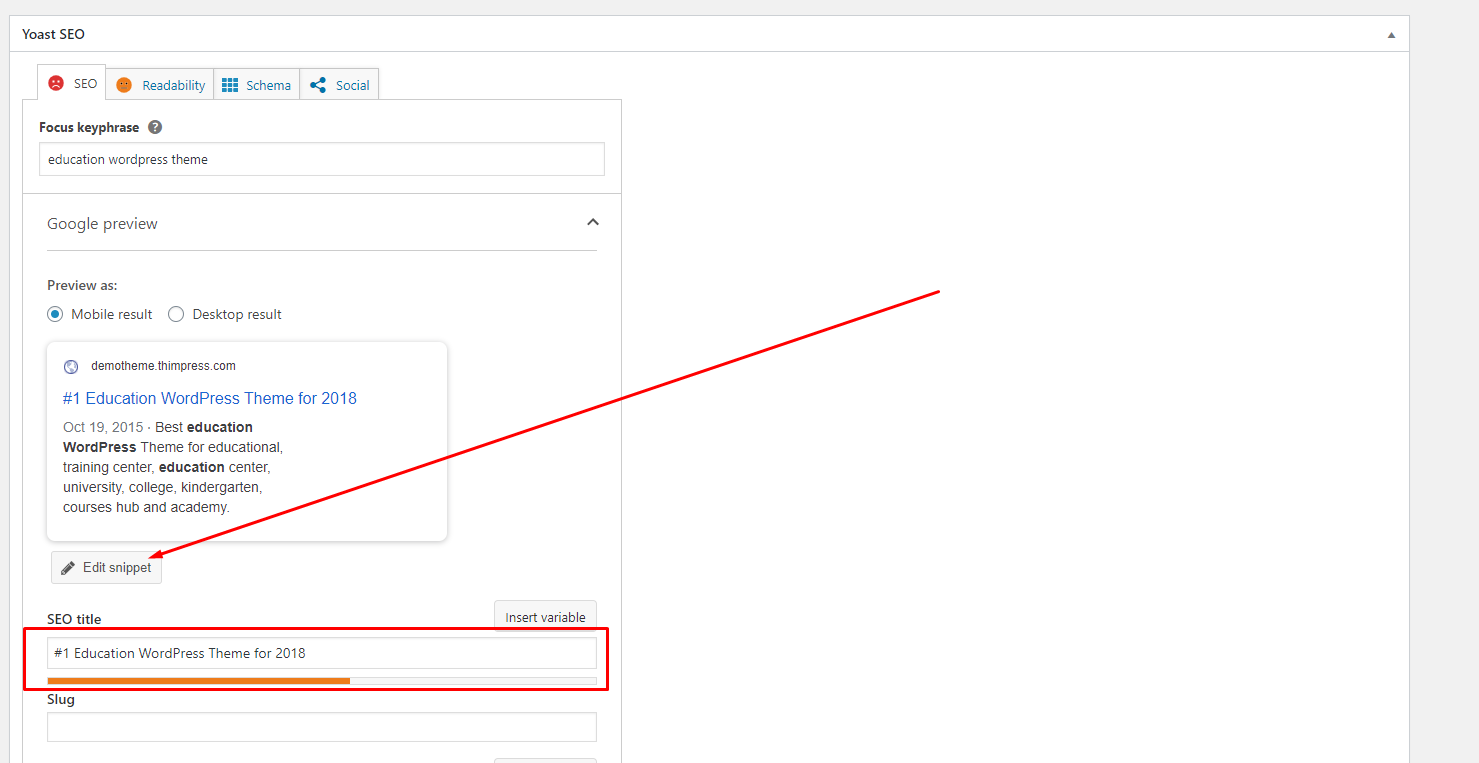 Yoast SEO
SEO Readability Schema Social
Focus keyphrase ?
education wordpress theme
Google preview
Preview as:
Mobile result Desktop result
demotheme.thimpress.com
#1 Education WordPress Theme for 2018
Oct 19, 2015 · Best education
WordPress Theme for educational,
training center, education center,
university, college, kindergarten,
courses hub and academy.
Edit snippet
SEO title Insert variable
#1 Education WordPress Theme for 2018
Slug